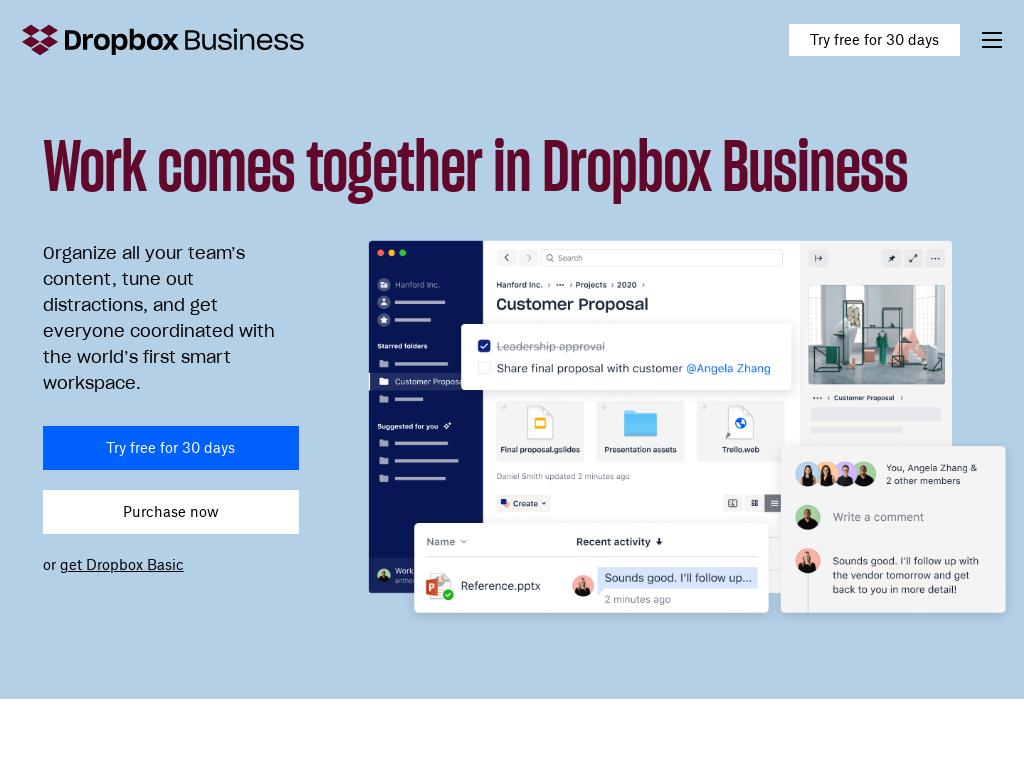 Dropbox Business
Try free for 30 days
Work comes together in Dropbox Business
Organize all your team's
content, tune out
distractions, and get
everyone coordinated with
the world's first smart
workspace.
Try free for 30 days
Purchase now
or get Dropbox Basic
Hanford Inc.
Starred folders
Customer Propos
Suggested for you
Work
Search
Hanford Inc. › ··· › Projects › 2020 ›
Customer Proposal
Leadership approval
Share final proposal with customer @Angela Zhang
Final proposal.gslides
Presentation assets
Trello.web
Daniel Smith updated 2 minutes ago
Create
Name
Recent activity
Reference.pptx
Sounds good. I'll follow up...
2 minutes ago
··· › Customer Proposal ›
You, Angela Zhang &
2 other members
Write a comment
Sounds good. I'll follow up with
the vendor tomorrow and get
back to you in more detail!